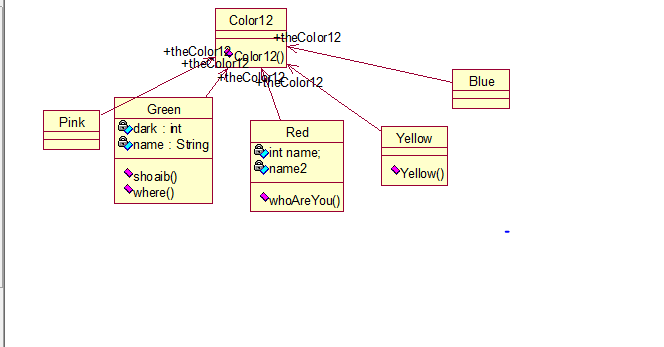 Color12
+theColor12
Color12()
+theColor12
+theColor12
+theColor12
+theColor12
Blue
Pink
Green
dark : int
name : String
shoaib()
where()
Red
int name;
name2
whoAreYou()
Yellow
Yellow()